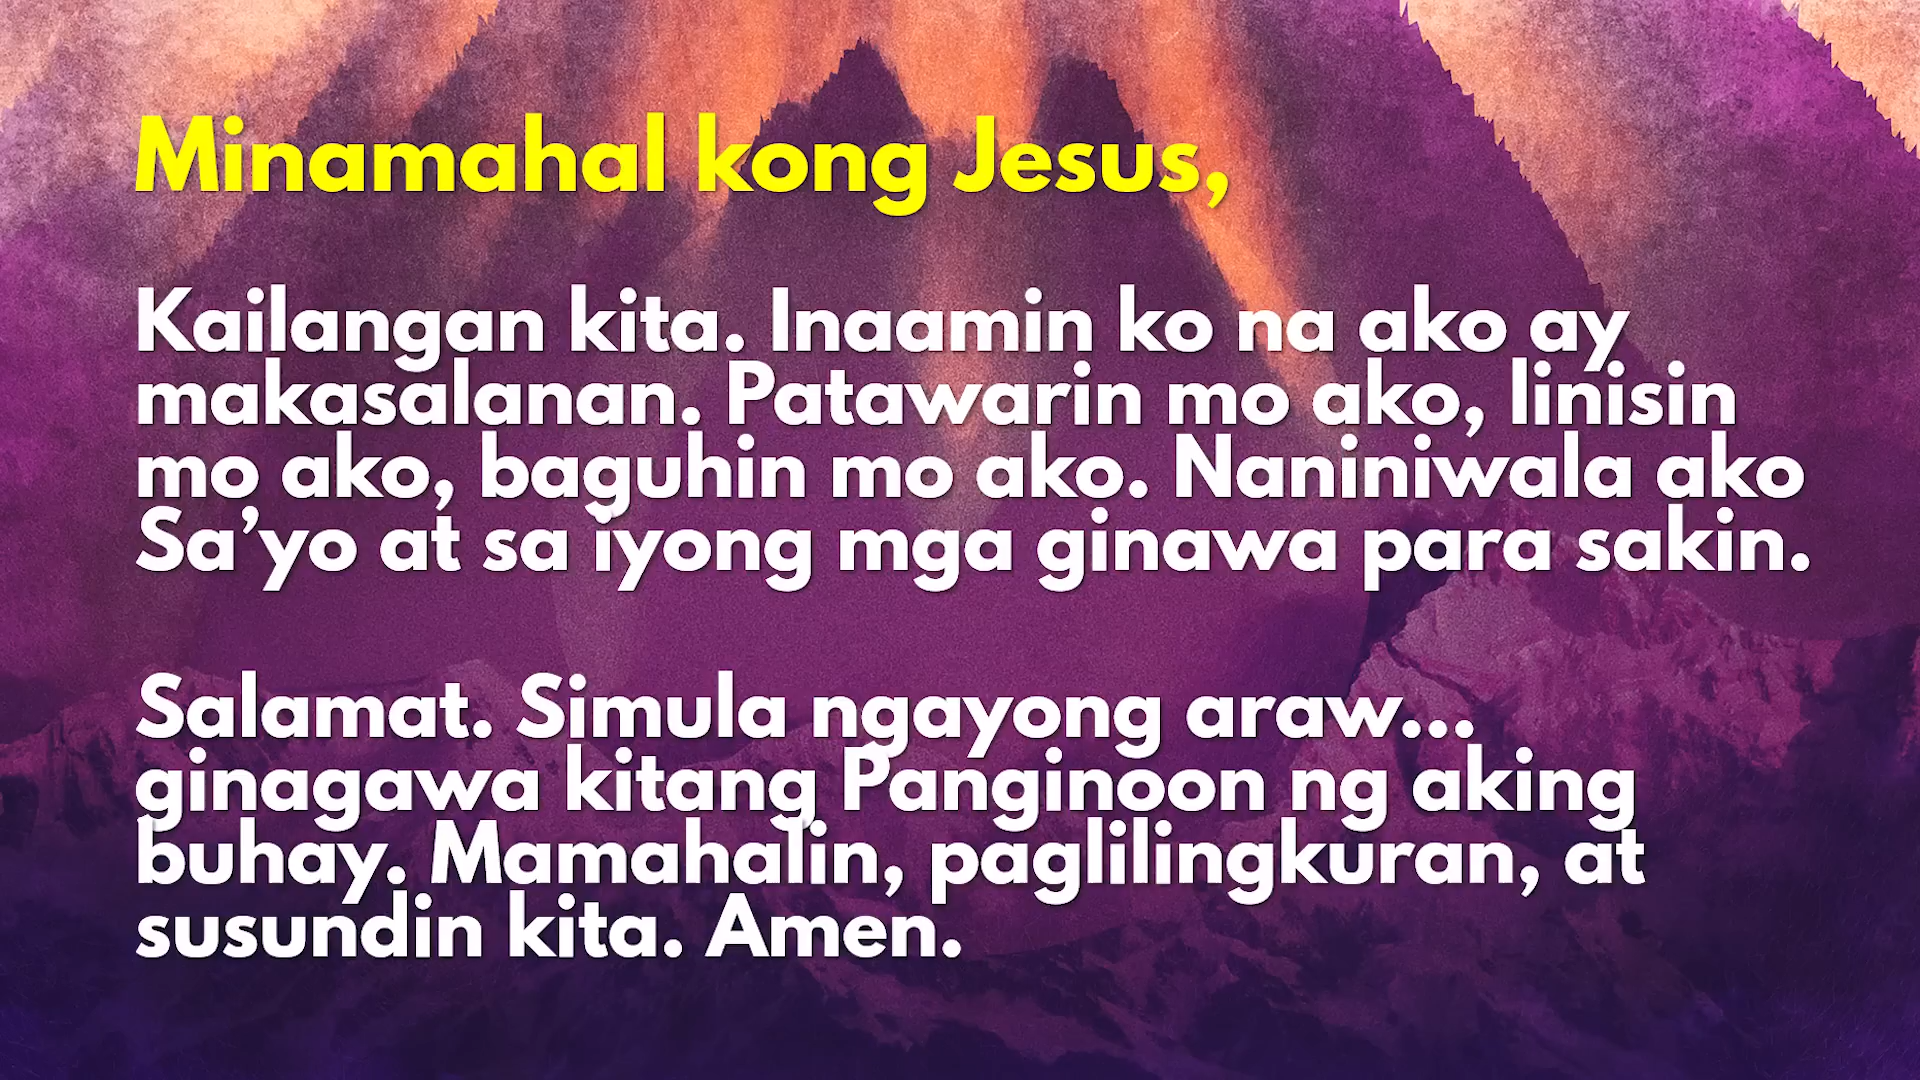 Minamahal kong Jesus,
Kailangan kita. Inaamin ko na ako ay
makasalanan. Patawarin mo ako, linisin
mo ako, baguhin mo ako. Naniniwala ako
Sa’yo at sa iyong mga ginawa para sakin.
Salamat. Simula ngayong araw...
ginagawa kitang Panginoon ng aking
buhay. Mamahalin, paglilingkuran, at
susundin kita. Amen.